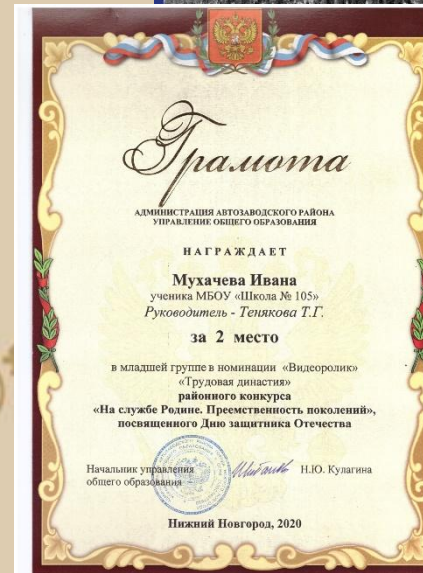 Грамота
АДМИНИСТРАЦИЯ АВТОЗАВОДСКОГО РАЙОНА
УПРАВЛЕНИЕ ОБЩЕГО ОБРАЗОВАНИЯ
НАГРАЖДАЕТ
Мухачева Ивана
ученика МБОУ «Школа № 105»
Руководитель - Тенякова Т.Г.
за 2 место
в младшей группе в номинации «Видеоролик»
«Трудовая династия»
районного конкурса
«На службе Родине. Преемственность поколений»,
посвященного Дню защитника Отечества
Начальник управления
общего образования
Н.Ю. Кулагина
Нижний Новгород, 2020